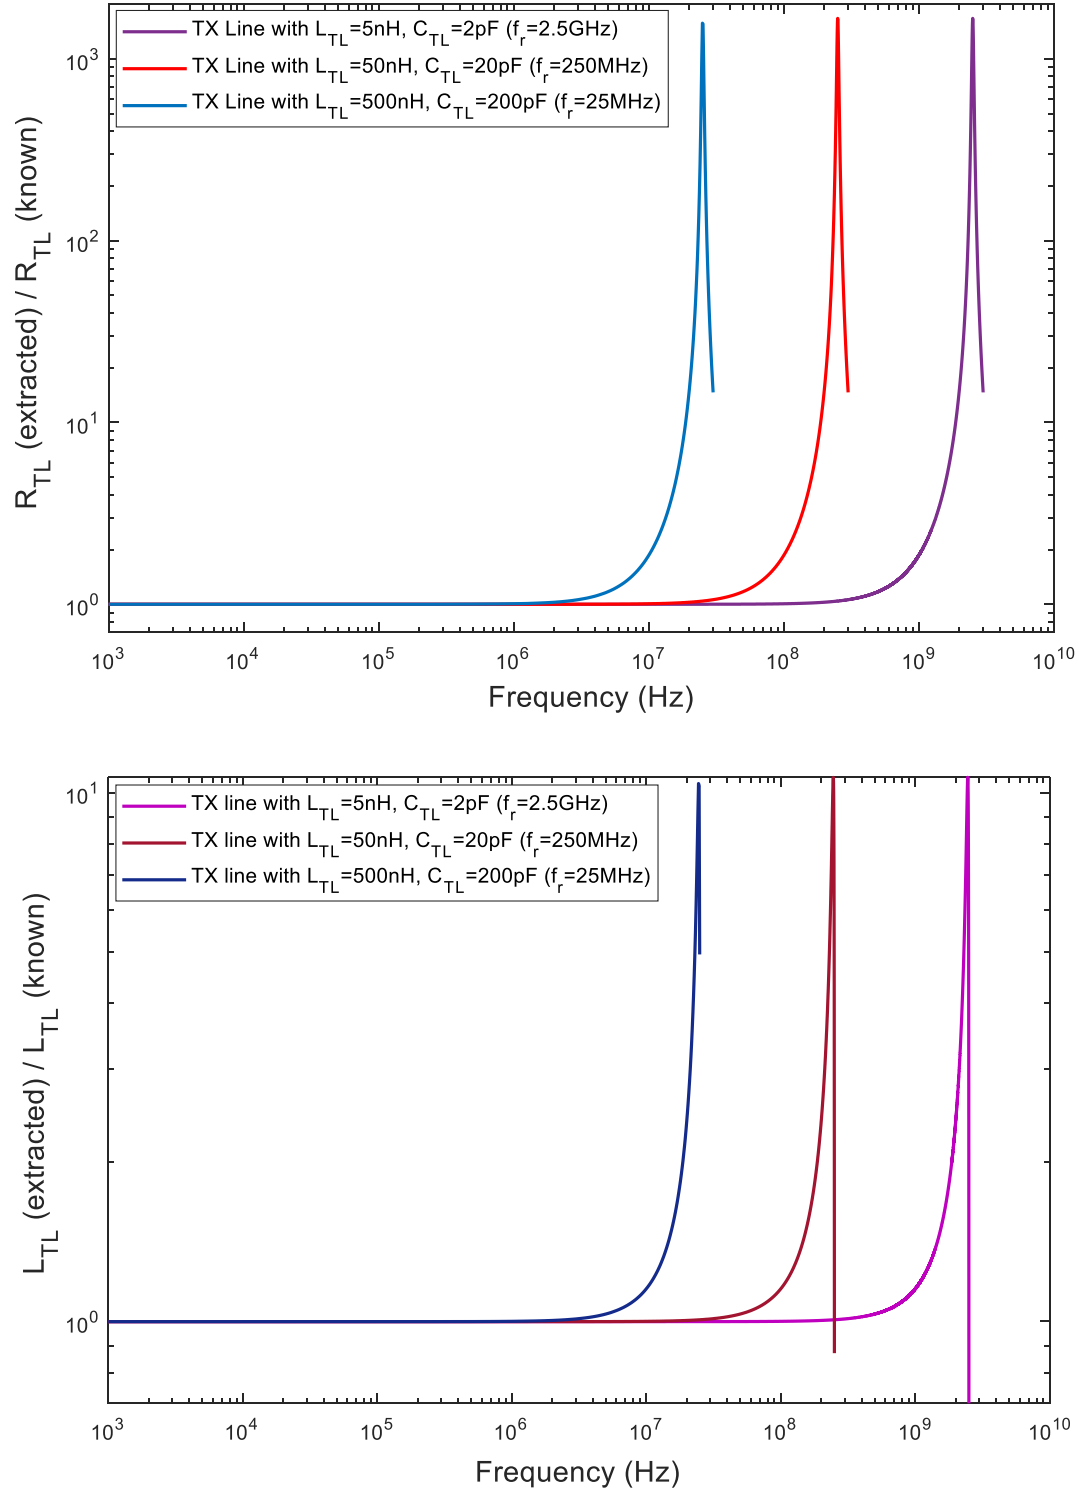 TX Line with L_TL=5nH, C_TL=2pF (f_r=2.5GHz)
TX Line with L_TL=50nH, C_TL=20pF (f_r=250MHz)
TX Line with L_TL=500nH, C_TL=200pF (f_r=25MHz)
R_TL (extracted) / R_TL (known)
10^3
10^2
10^1
10^0
10^3 10^4 10^5 10^6 10^7 10^8 10^9 10^10
Frequency (Hz)
TX line with L_TL=5nH, C_TL=2pF (f_r=2.5GHz)
TX line with L_TL=50nH, C_TL=20pF (f_r=250MHz)
TX line with L_TL=500nH, C_TL=200pF (f_r=25MHz)
L_TL (extracted) / L_TL (known)
10^1
10^0
10^3 10^4 10^5 10^6 10^7 10^8 10^9 10^10
Frequency (Hz)